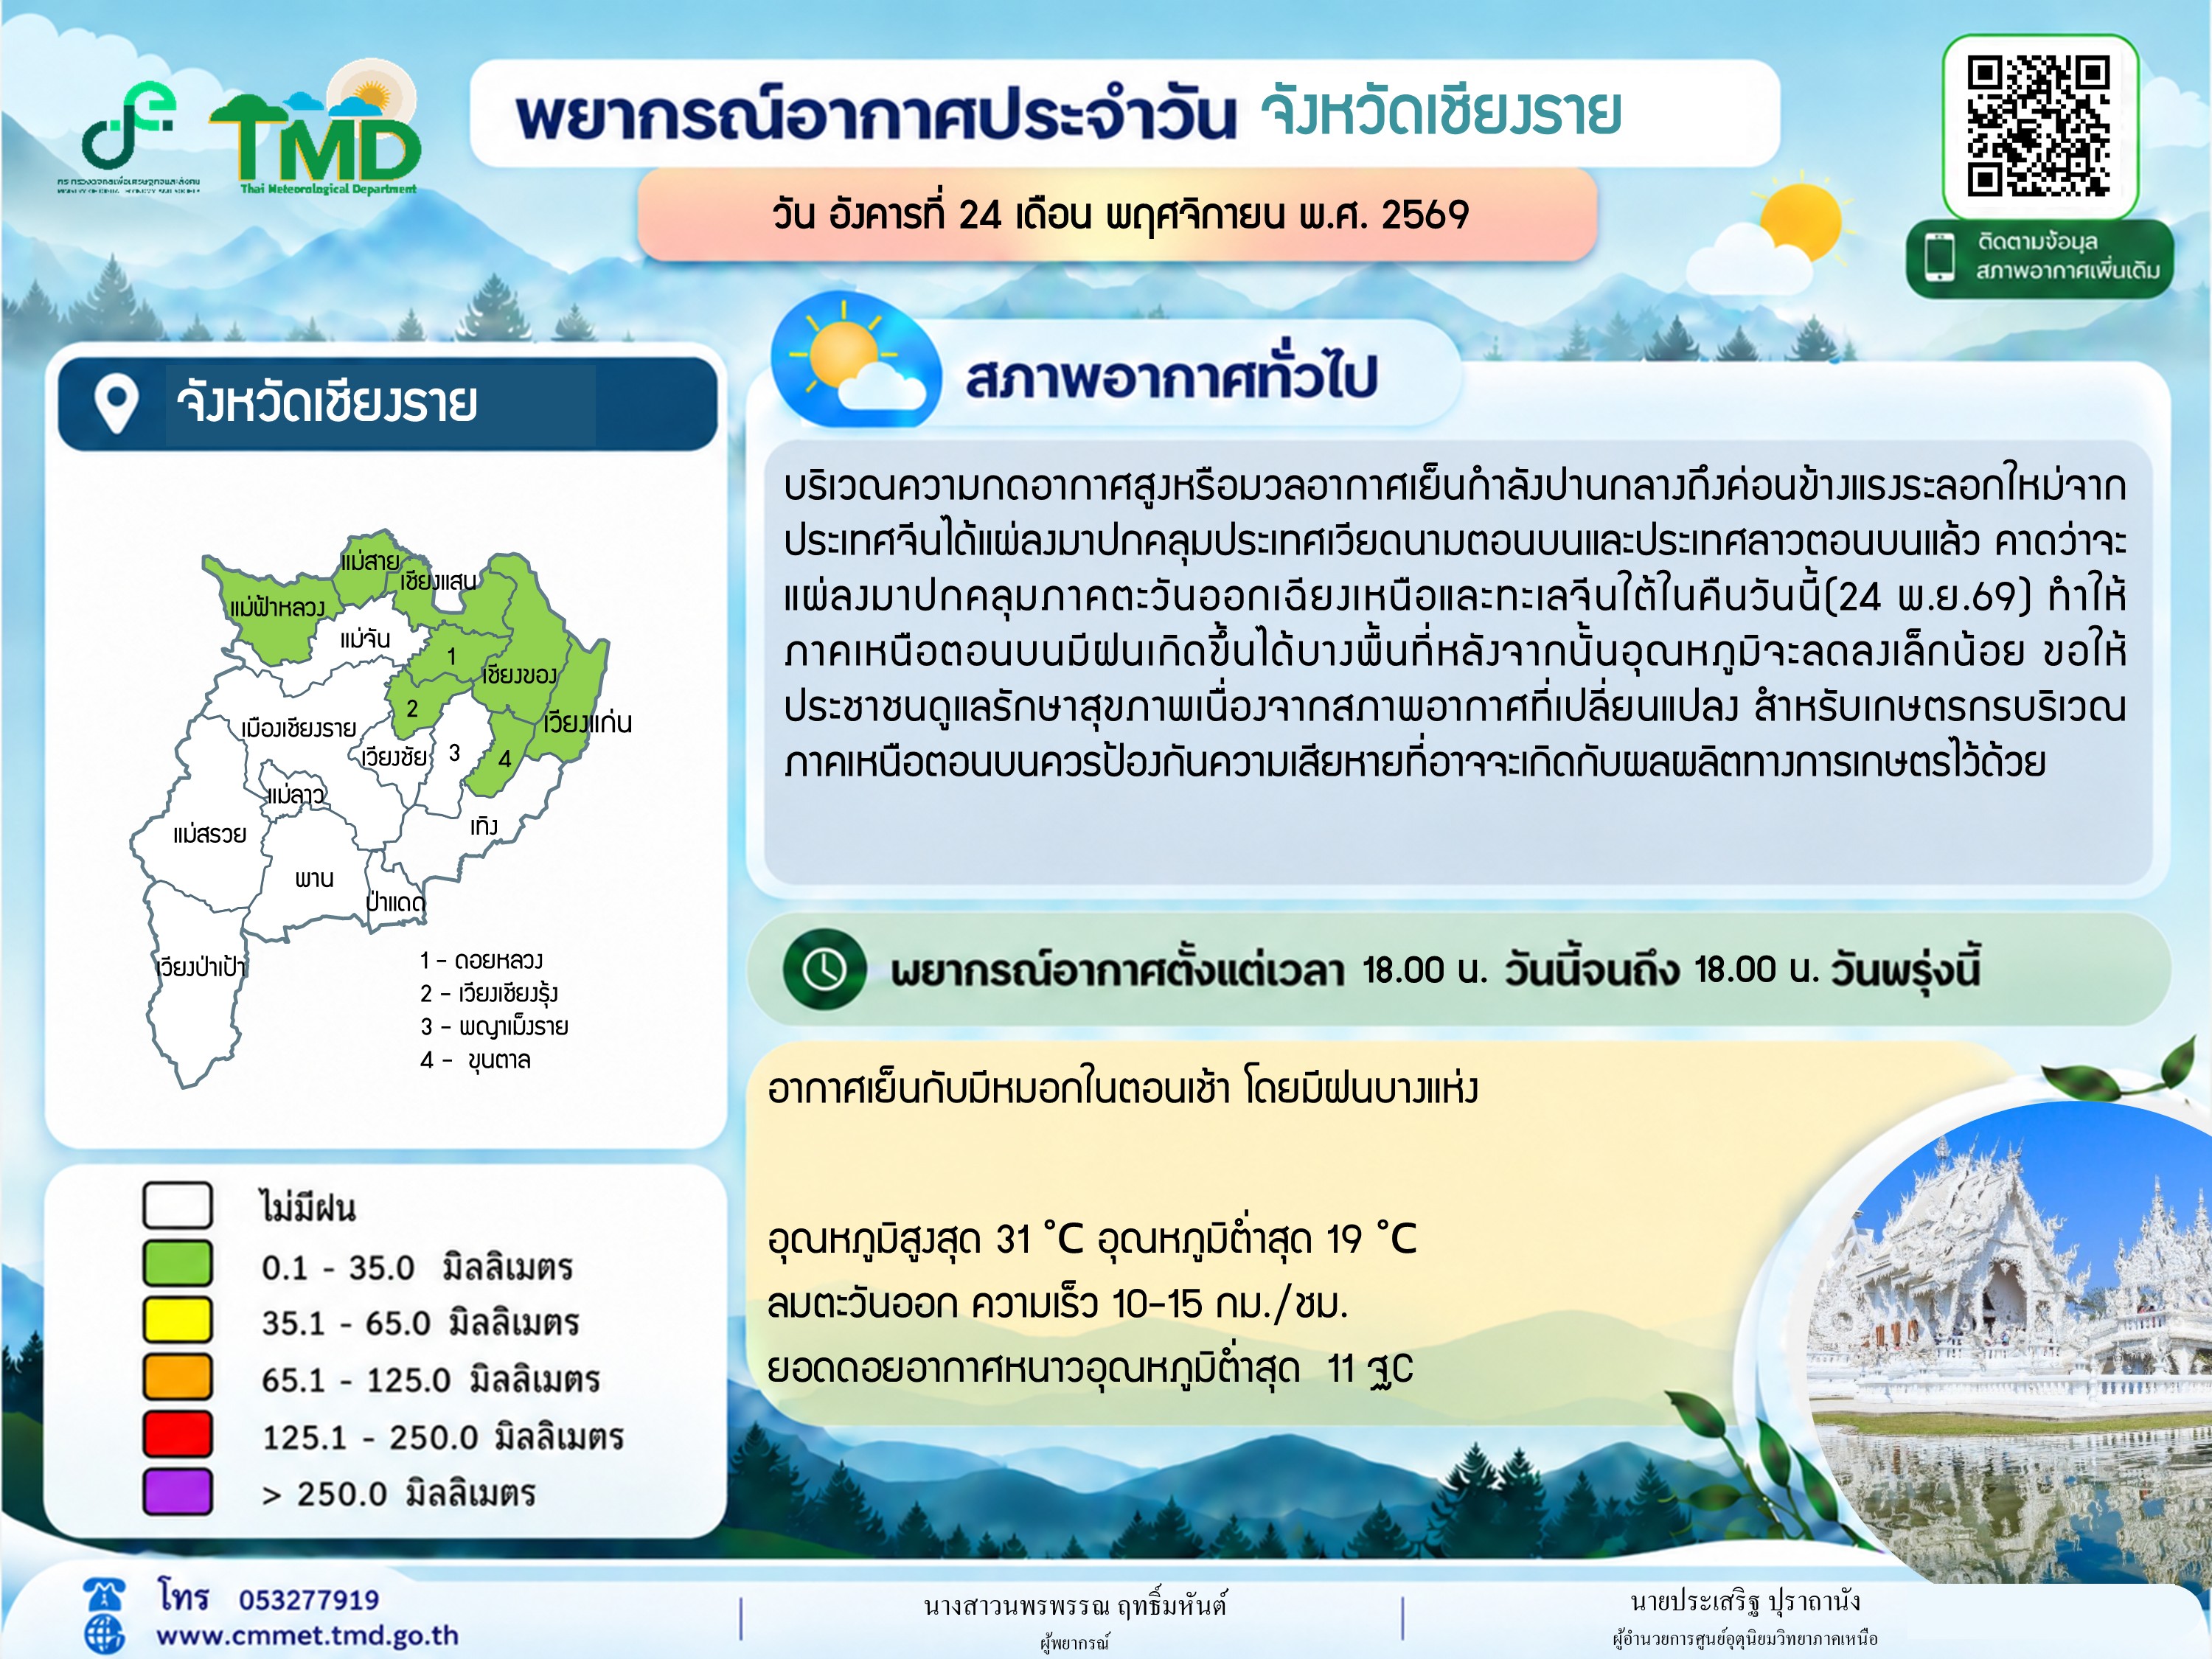 TMD
Thai Meteorological Department
พยากรณ์อากาศประจำวัน จังหวัดเชียงราย
วัน อังคารที่ 24 เดือน พฤศจิกายน พ.ศ. 2569
ติดตามข้อมูล
สภาพอากาศเพิ่มเติม
จังหวัดเชียงราย
แม่สาย
เชียงแสน
แม่ฟ้าหลวง
แม่จัน
1
เชียงของ
2
เวียงแก่น
เมืองเชียงราย
เวียงชัย
3
4
แม่ลาว
แม่สรวย
เทิง
พาน
ป่าแดด
เวียงป่าเป้า
1 - ดอยหลวง
2 - เวียงเชียงรุ้ง
3 - พญาเม็งราย
4 - ขุนตาล
ไม่มีฝน
0.1 - 35.0 มิลลิเมตร
35.1 - 65.0 มิลลิเมตร
65.1 - 125.0 มิลลิเมตร
125.1 - 250.0 มิลลิเมตร
> 250.0 มิลลิเมตร
สภาพอากาศทั่วไป
บริเวณความกดอากาศสูงหรือมวลอากาศเย็นกำลังปานกลางถึงค่อนข้างแรงระลอกใหม่จาก
ประเทศจีนได้แผ่ลงมาปกคลุมประเทศเวียดนามตอนบนและประเทศลาวตอนบนแล้ว คาดว่าจะ
แผ่ลงมาปกคลุมภาคตะวันออกเฉียงเหนือและทะเลจีนใต้ในคืนวันนี้(24 พ.ย.69) ทำให้
ภาคเหนือตอนบนมีฝนเกิดขึ้นได้บางพื้นที่หลังจากนั้นอุณหภูมิจะลดลงเล็กน้อย ขอให้
ประชาชนดูแลรักษาสุขภาพเนื่องจากสภาพอากาศที่เปลี่ยนแปลง สำหรับเกษตรกรบริเวณ
ภาคเหนือตอนบนควรป้องกันความเสียหายที่อาจจะเกิดกับผลผลิตทางการเกษตรไว้ด้วย
พยากรณ์อากาศตั้งแต่เวลา 18.00 น. วันนี้จนถึง 18.00 น. วันพรุ่งนี้
อากาศเย็นกับมีหมอกในตอนเช้า โดยมีฝนบางแห่ง
อุณหภูมิสูงสุด 31 °C อุณหภูมิต่ำสุด 19 °C
ลมตะวันออก ความเร็ว 10-15 กม./ชม.
ยอดดอยอากาศหนาวอุณหภูมิต่ำสุด 11 ฐC
โทร 053277919
www.cmmet.tmd.go.th
นางสาวนพรพรรณ ฤทธิ์มหันต์
ผู้พยากรณ์
นายประเสริฐ ปุราถานัง
ผู้อำนวยการศูนย์อุตุนิยมวิทยาภาคเหนือ